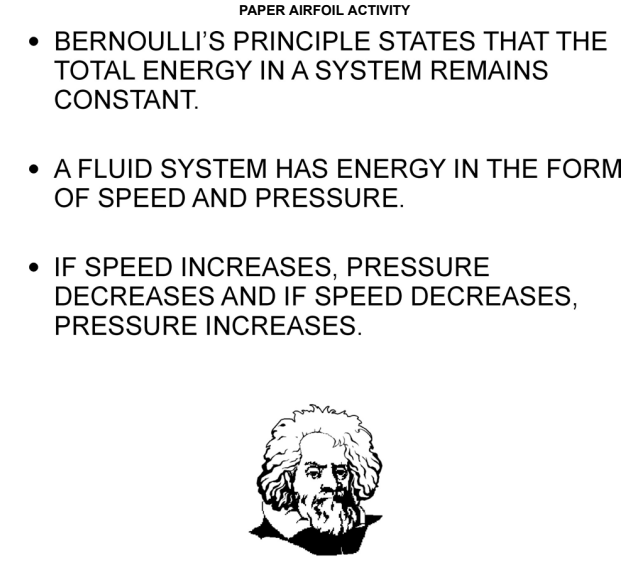 PAPER AIRFOIL ACTIVITY
• BERNOULLI'S PRINCIPLE STATES THAT THE
TOTAL ENERGY IN A SYSTEM REMAINS
CONSTANT.
• A FLUID SYSTEM HAS ENERGY IN THE FORM
OF SPEED AND PRESSURE.
• IF SPEED INCREASES, PRESSURE
DECREASES AND IF SPEED DECREASES,
PRESSURE INCREASES.